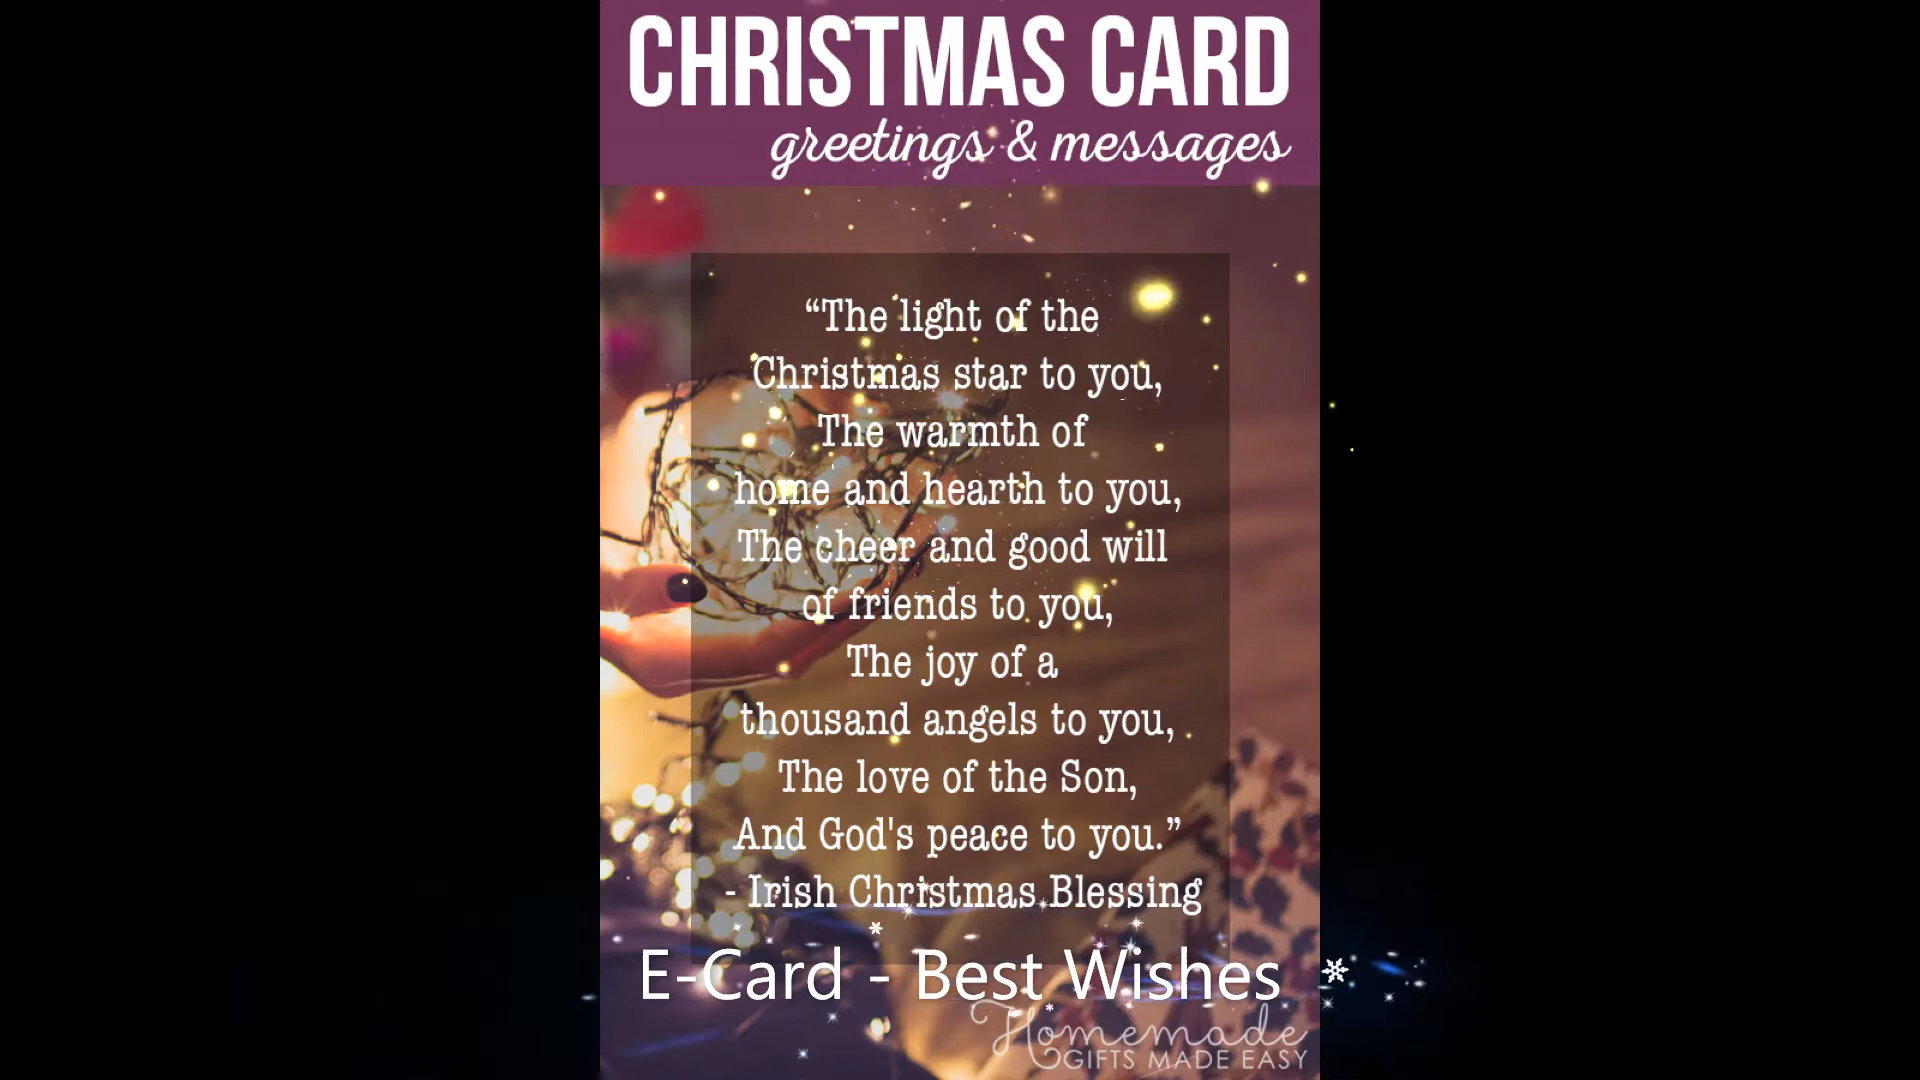 CHRISTMAS CARD
greetings & messages
“The light of the
Christmas star to you,
The warmth of
home and hearth to you,
The cheer and good will
of friends to you,
The joy of a
thousand angels to you,
The love of the Son,
And God's peace to you.”
- Irish Christmas Blessing
E-Card - Best Wishes
Homemade
GIFTS MADE EASY